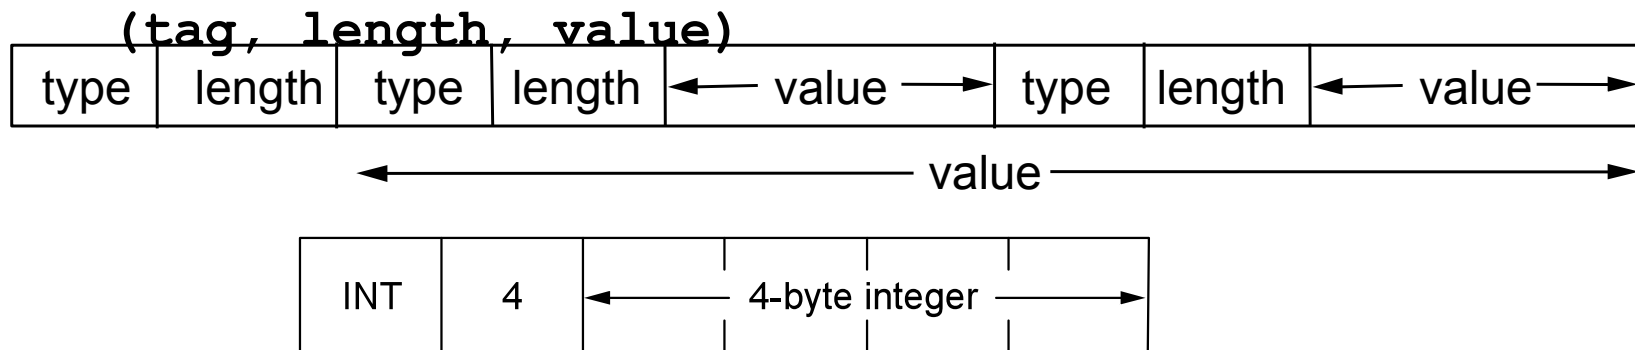 (tag, length, value)
type length type length value type length value
value
INT 4 4-byte integer